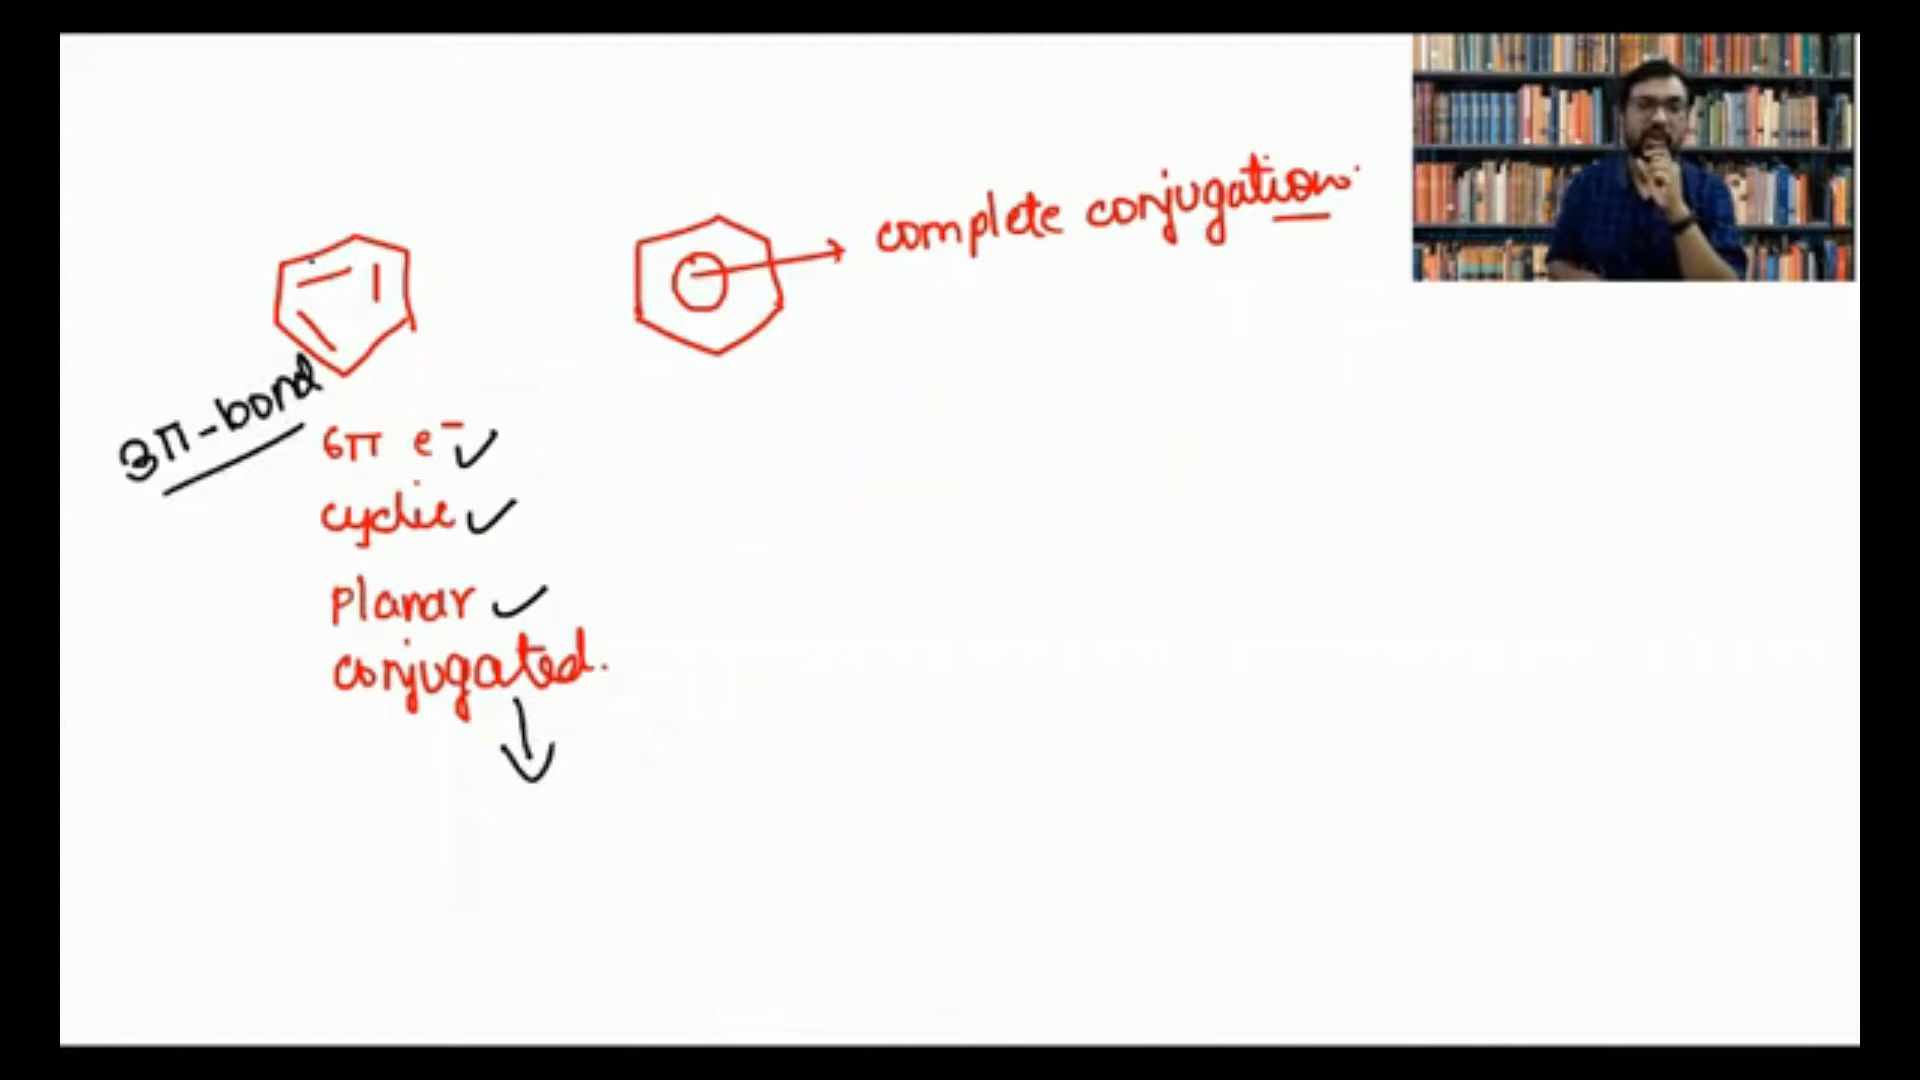 complete conjugation.
3π-bond
6π e⁻
cyclic
Planar
conjugated.